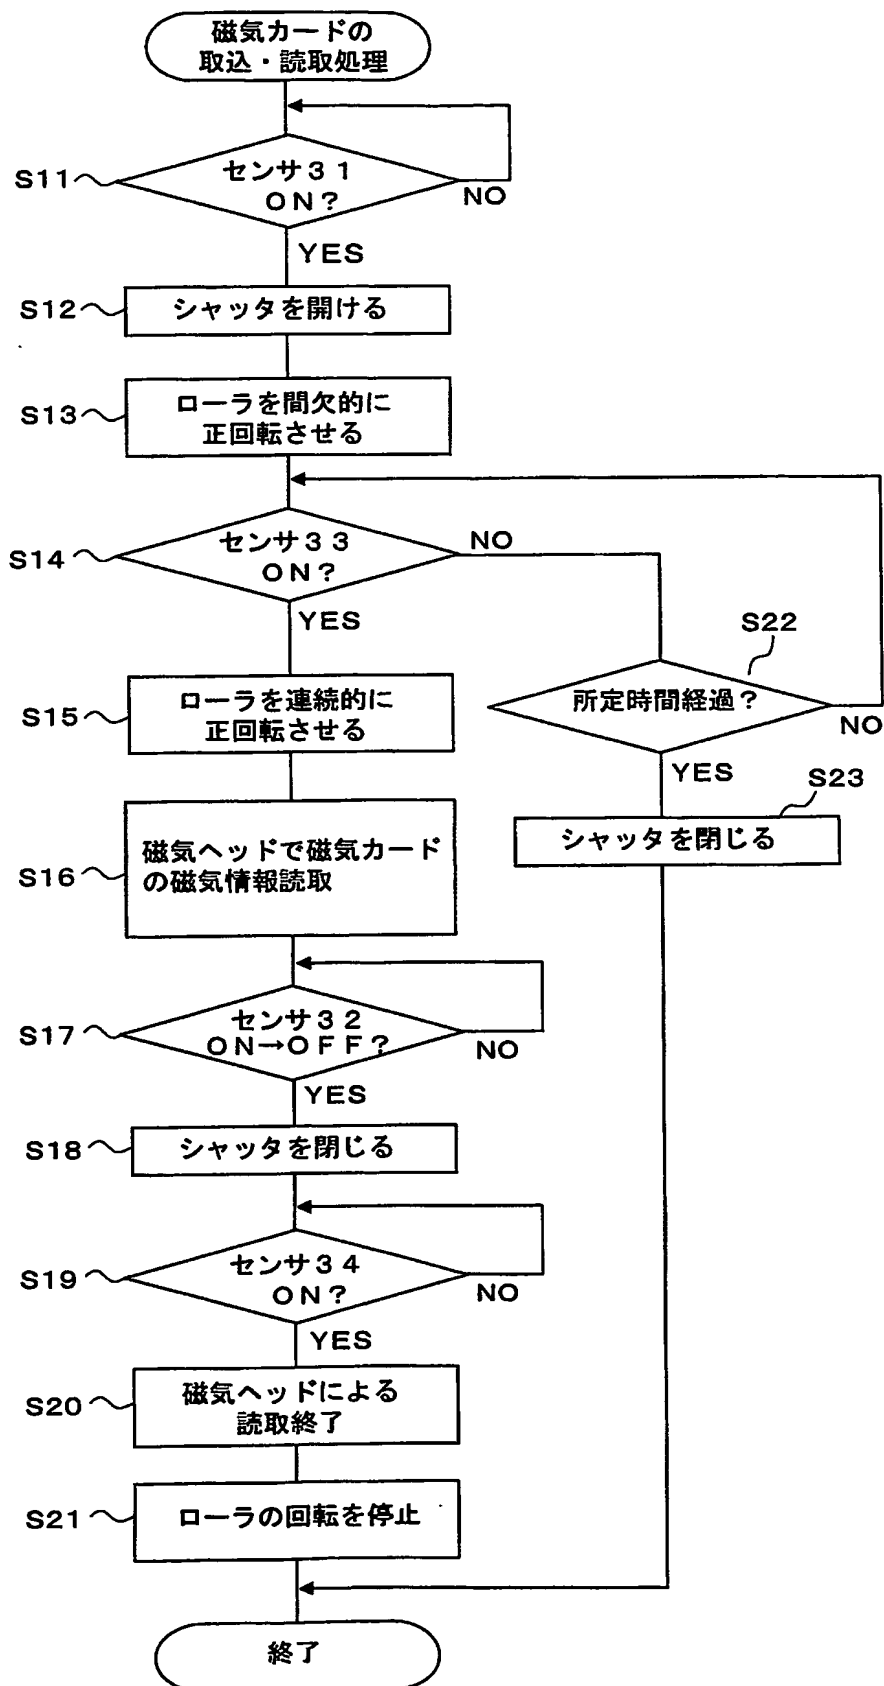 磁気カードの
取込・読取処理
S11
センサ３１
ＯＮ？
NO
YES
S12
シャッタを開ける
S13
ローラを間欠的に
正回転させる
S14
センサ３３
ＯＮ？
NO
YES
S22
所定時間経過？
NO
YES
S15
ローラを連続的に
正回転させる
S23
シャッタを閉じる
S16
磁気ヘッドで磁気カード
の磁気情報読取
S17
センサ３２
ＯＮ→ＯＦＦ？
NO
YES
S18
シャッタを閉じる
S19
センサ３４
ＯＮ？
NO
YES
S20
磁気ヘッドによる
読取終了
S21
ローラの回転を停止
終了